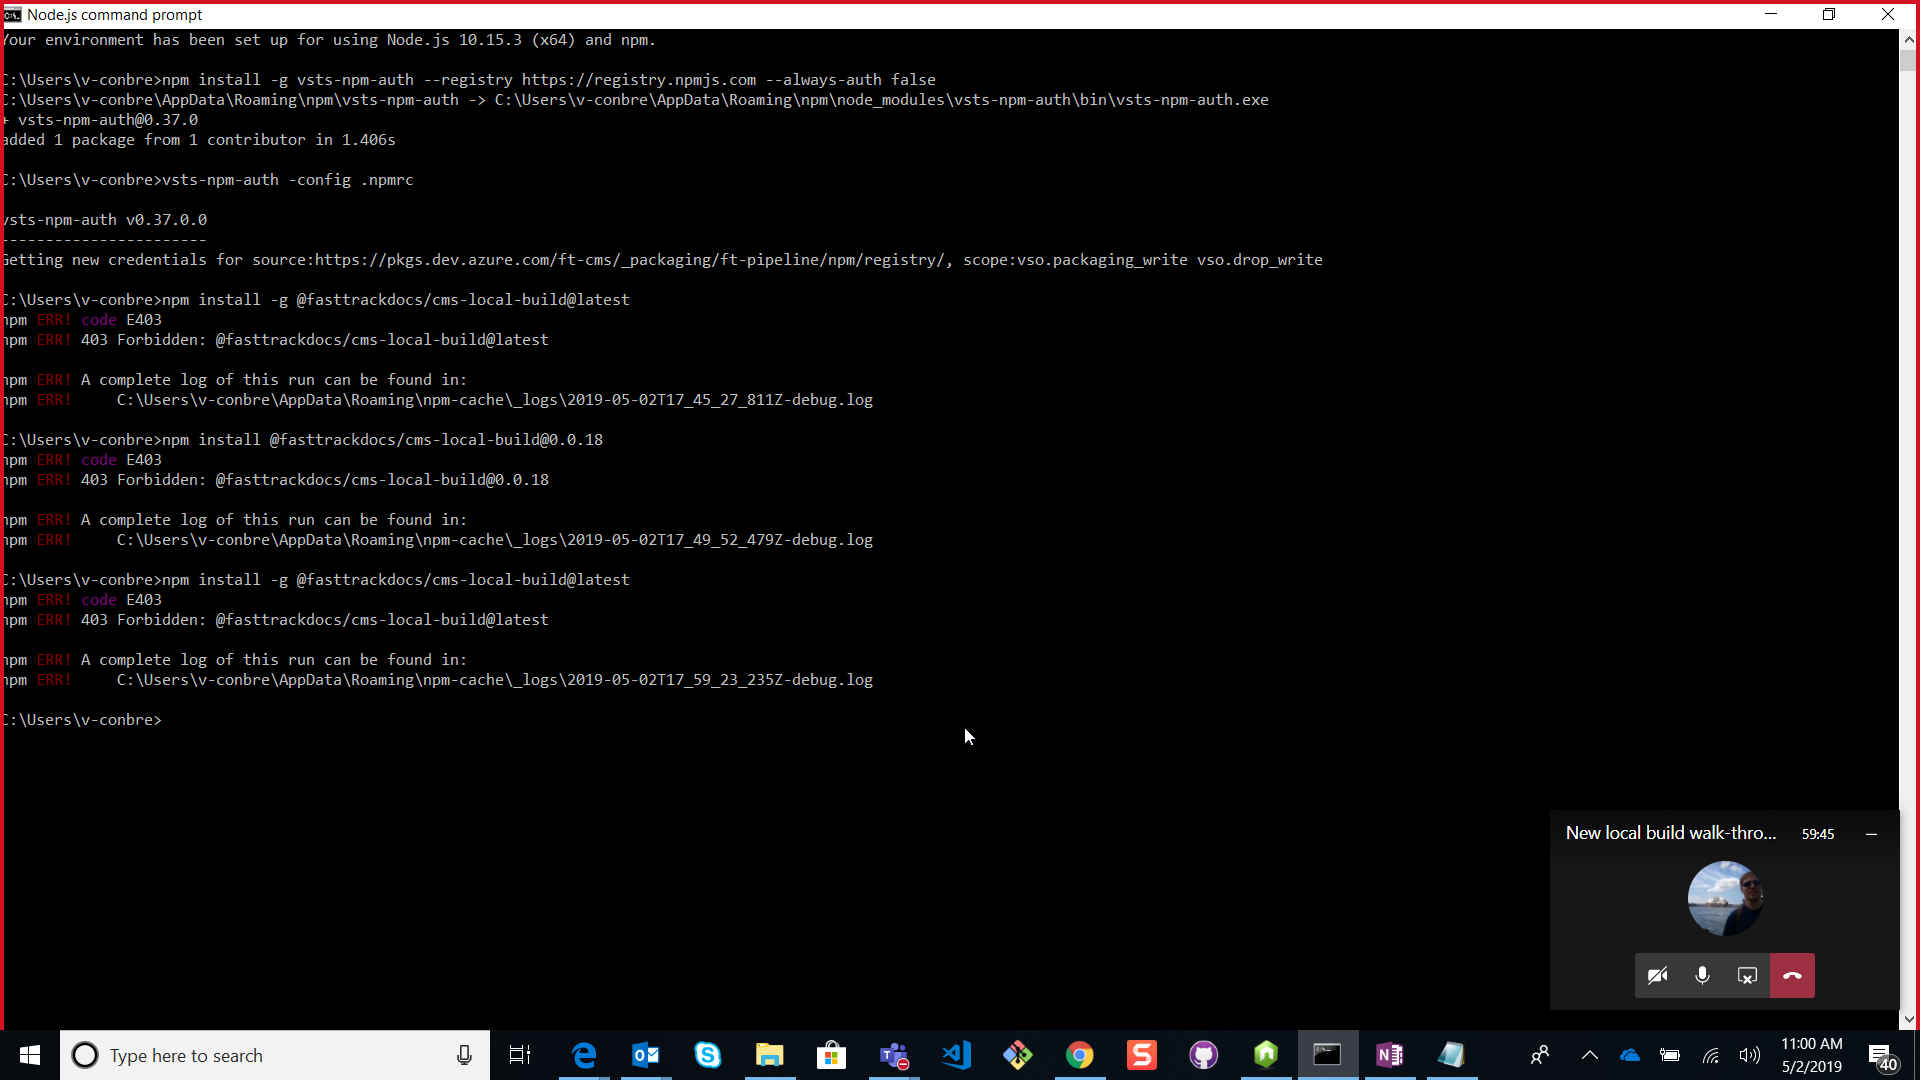 Node.js command prompt
Your environment has been set up for using Node.js 10.15.3 (x64) and npm.
C:\Users\v-conbre>npm install -g vsts-npm-auth --registry https://registry.npmjs.com --always-auth false
C:\Users\v-conbre\AppData\Roaming\npm\vsts-npm-auth -> C:\Users\v-conbre\AppData\Roaming\npm\node_modules\vsts-npm-auth\bin\vsts-npm-auth.exe
+ vsts-npm-auth@0.37.0
added 1 package from 1 contributor in 1.406s
C:\Users\v-conbre>vsts-npm-auth -config .npmrc
vsts-npm-auth v0.37.0.0
-----------------------
Getting new credentials for source:https://pkgs.dev.azure.com/ft-cms/_packaging/ft-pipeline/npm/registry/, scope:vso.packaging_write vso.drop_write
C:\Users\v-conbre>npm install -g @fasttrackdocs/cms-local-build@latest
npm ERR! code E403
npm ERR! 403 Forbidden: @fasttrackdocs/cms-local-build@latest
npm ERR! A complete log of this run can be found in:
npm ERR!     C:\Users\v-conbre\AppData\Roaming\npm-cache\_logs\2019-05-02T17_45_27_811Z-debug.log
C:\Users\v-conbre>npm install @fasttrackdocs/cms-local-build@0.0.18
npm ERR! code E403
npm ERR! 403 Forbidden: @fasttrackdocs/cms-local-build@0.0.18
npm ERR! A complete log of this run can be found in:
npm ERR!     C:\Users\v-conbre\AppData\Roaming\npm-cache\_logs\2019-05-02T17_49_52_479Z-debug.log
C:\Users\v-conbre>npm install -g @fasttrackdocs/cms-local-build@latest
npm ERR! code E403
npm ERR! 403 Forbidden: @fasttrackdocs/cms-local-build@latest
npm ERR! A complete log of this run can be found in:
npm ERR!     C:\Users\v-conbre\AppData\Roaming\npm-cache\_logs\2019-05-02T17_59_23_235Z-debug.log
C:\Users\v-conbre>
New local build walk-thro... 59:45
Type here to search
11:00 AM
5/2/2019
40